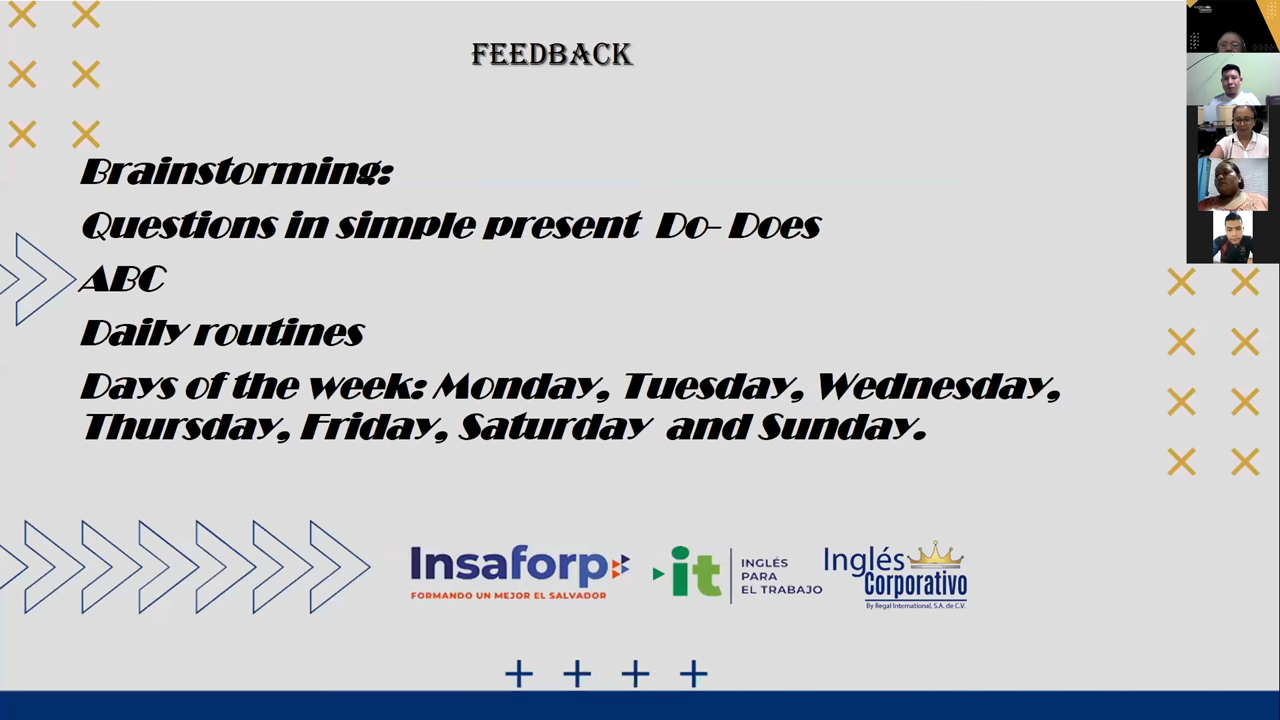 FEEDBACK
Brainstorming:
Questions in simple present Do- Does
ABC
Daily routines
Days of the week: Monday, Tuesday, Wednesday,
Thursday, Friday, Saturday and Sunday.
Insaforp
FORMANDO UN MEJOR EL SALVADOR
it
INGLÉS
PARA
EL TRABAJO
Inglés
Corporativo
By Regal International, S.A. de C.V.